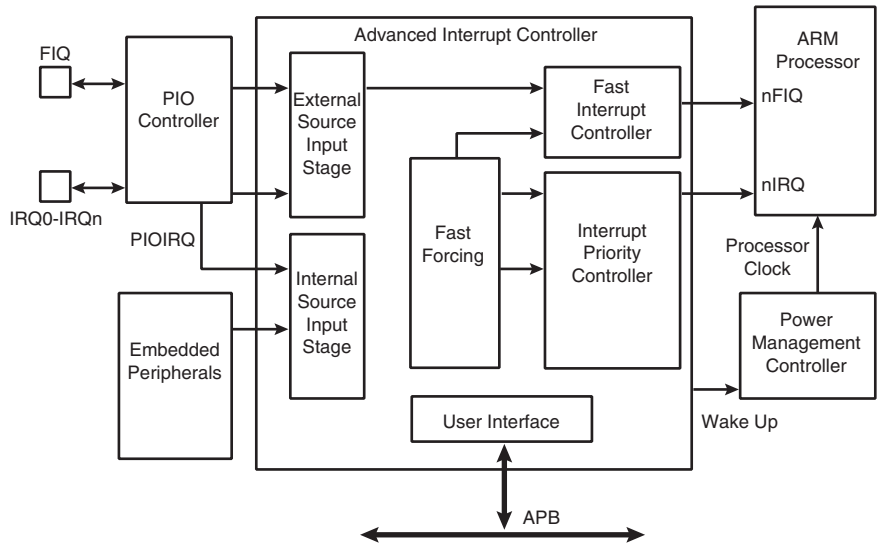 Advanced Interrupt Controller
FIQ
PIO
Controller
IRQ0-IRQn
PIOIRQ
External
Source
Input
Stage
Internal
Source
Input
Stage
Embedded
Peripherals
Fast
Forcing
Fast
Interrupt
Controller
Interrupt
Priority
Controller
ARM
Processor
nFIQ
nIRQ
Processor
Clock
Power
Management
Controller
Wake Up
User Interface
APB